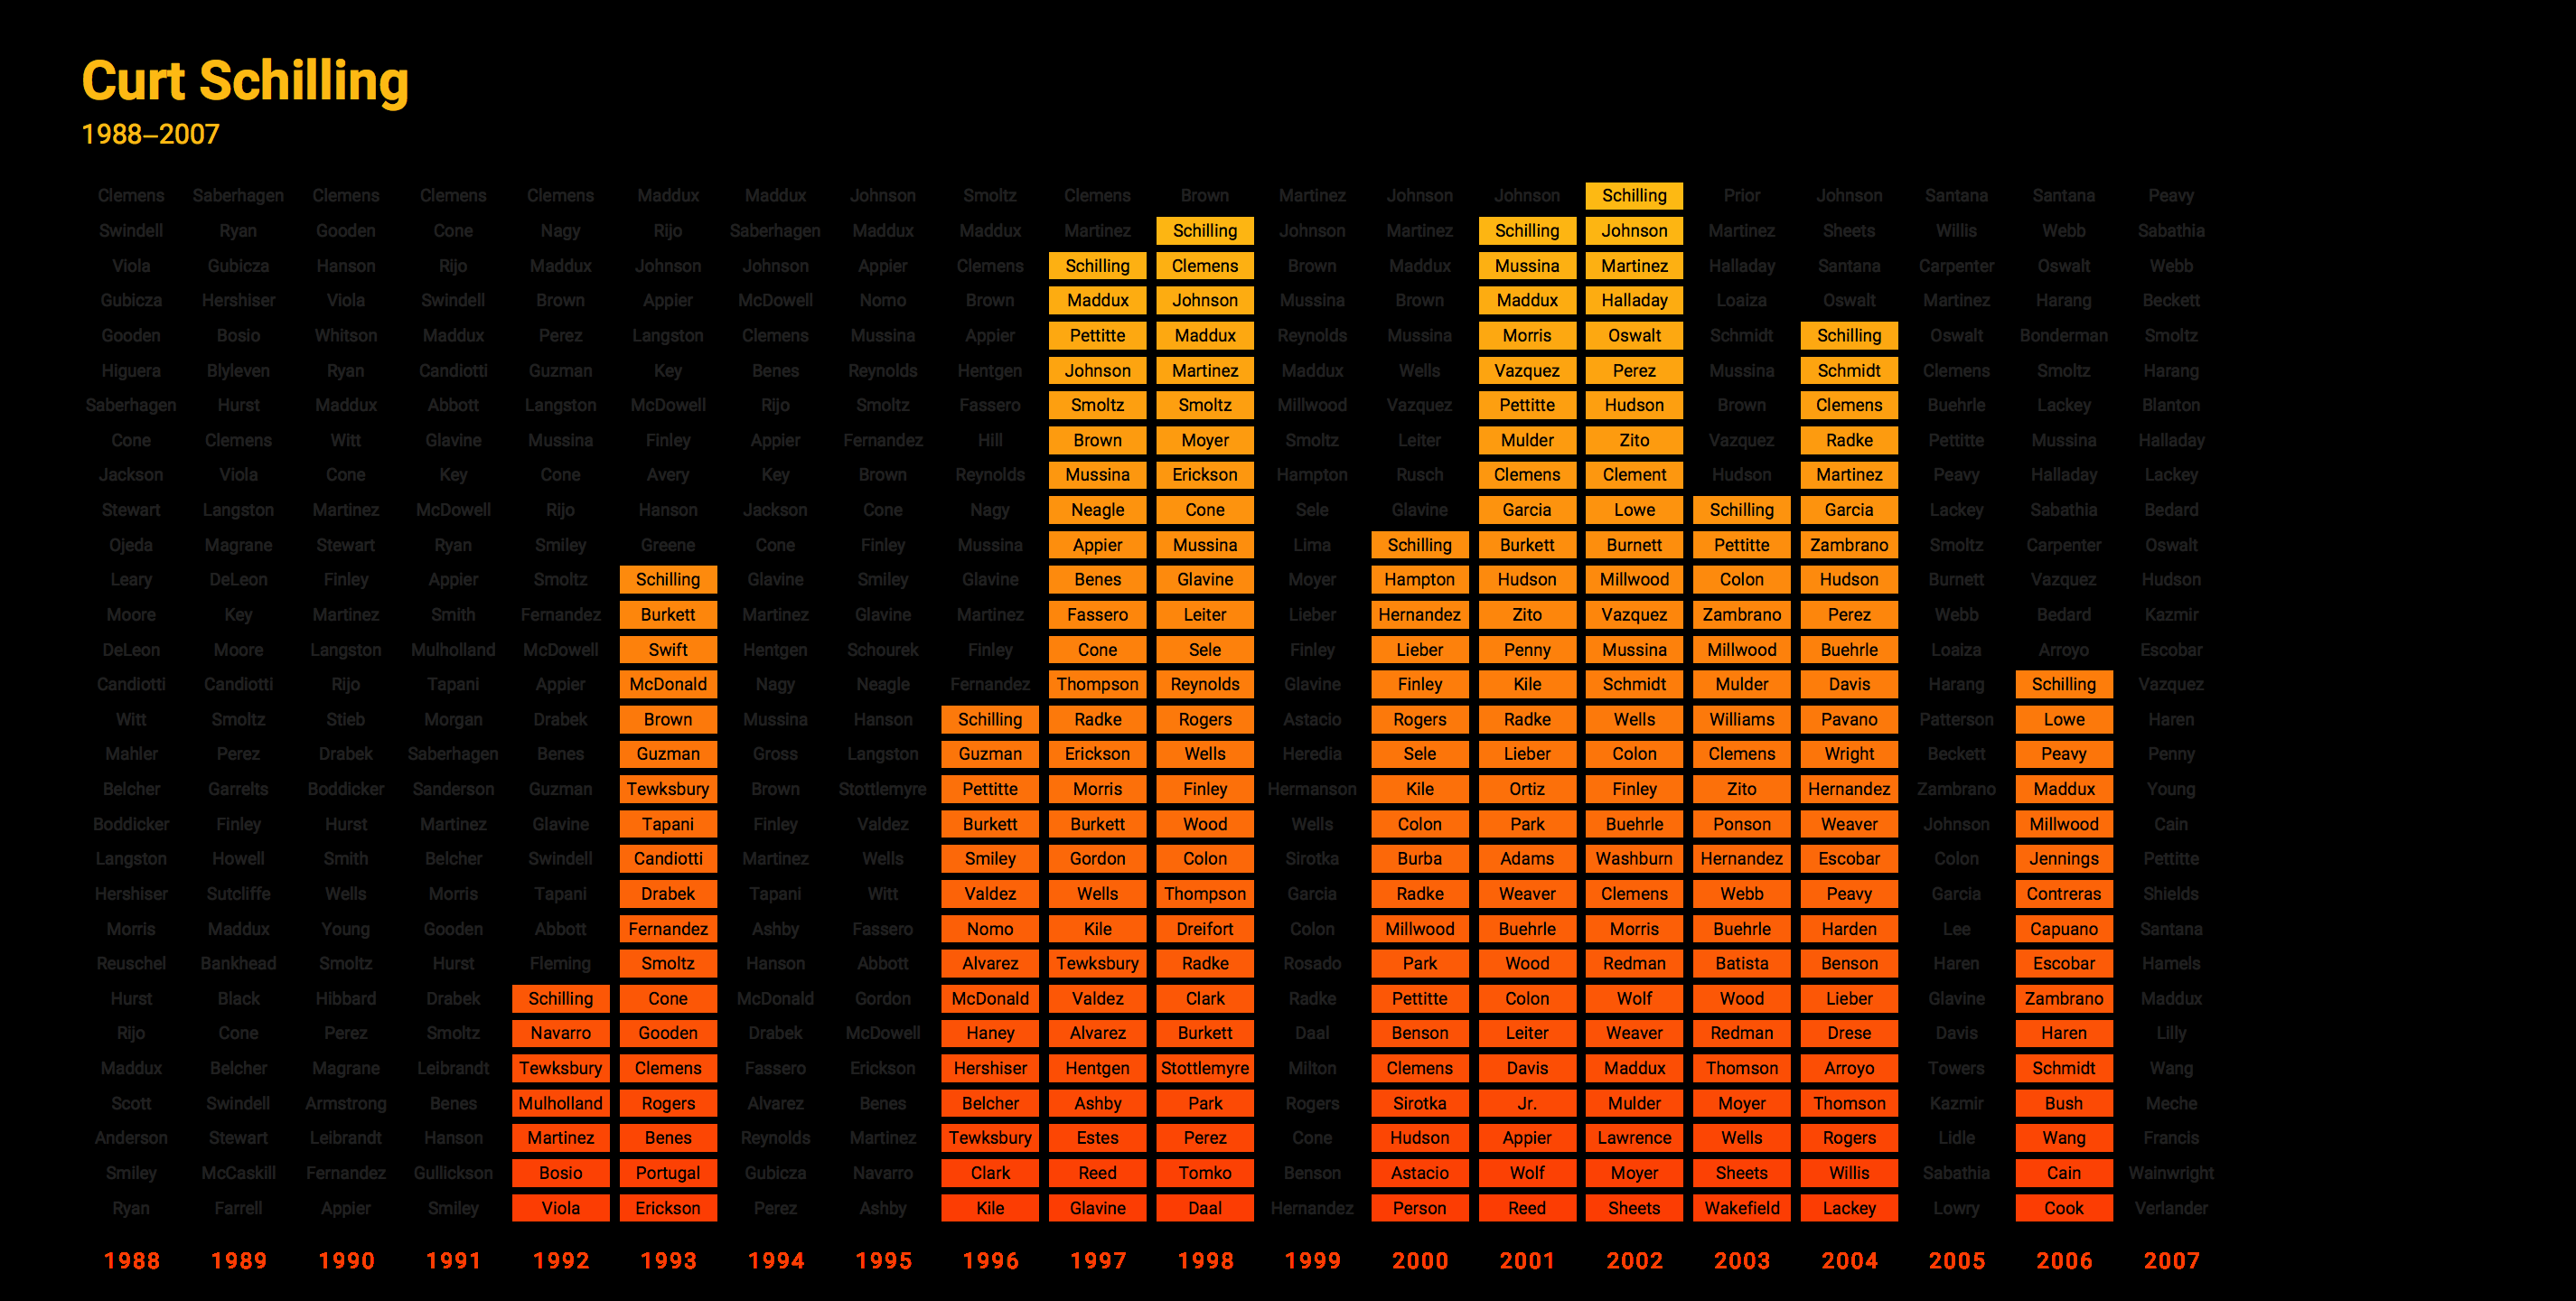 Curt Schilling
1988–2007
Clemens Saberhagen Clemens Clemens Clemens Maddux Maddux Johnson Smoltz Clemens Brown Martinez Johnson Johnson Schilling Prior Johnson Santana Santana Peavy
Swindell Ryan Gooden Cone Nagy Rijo Saberhagen Maddux Maddux Martinez Schilling Johnson Martinez Schilling Johnson Martinez Sheets Willis Webb Sabathia
Viola Gubicza Hanson Rijo Maddux Johnson Johnson Appier Clemens Schilling Clemens Brown Maddux Mussina Martinez Halladay Santana Carpenter Oswalt Webb
Gubicza Hershiser Viola Swindell Brown Appier McDowell Nomo Brown Maddux Johnson Mussina Brown Maddux Halladay Loaiza Oswalt Martinez Harang Beckett
Gooden Bosio Whitson Maddux Perez Langston Clemens Mussina Appier Pettitte Maddux Reynolds Mussina Morris Oswalt Schmidt Schilling Oswalt Bonderman Smoltz
Higuera Blyleven Ryan Candiotti Guzman Key Benes Reynolds Hentgen Johnson Martinez Maddux Wells Vazquez Perez Mussina Schmidt Clemens Smoltz Harang
Saberhagen Hurst Maddux Abbott Langston McDowell Rijo Smoltz Fassero Smoltz Smoltz Millwood Vazquez Pettitte Hudson Brown Clemens Buehrle Lackey Blanton
Cone Clemens Witt Glavine Mussina Finley Appier Fernandez Hill Brown Moyer Smoltz Leiter Mulder Zito Vazquez Radke Pettitte Mussina Halladay
Jackson Viola Cone Key Cone Avery Key Brown Reynolds Mussina Erickson Hampton Rusch Clemens Clement Hudson Martinez Peavy Halladay Lackey
Stewart Langston Martinez McDowell Rijo Hanson Jackson Cone Nagy Neagle Cone Sele Glavine Garcia Lowe Schilling Garcia Lackey Sabathia Bedard
Ojeda Magrane Stewart Ryan Smiley Greene Cone Finley Mussina Appier Mussina Lima Schilling Burkett Burnett Pettitte Zambrano Smoltz Carpenter Oswalt
Leary DeLeon Finley Appier Smoltz Schilling Glavine Smiley Glavine Benes Glavine Moyer Hampton Hudson Millwood Colon Hudson Burnett Vazquez Hudson
Moore Key Martinez Smith Fernandez Burkett Martinez Glavine Martinez Fassero Leiter Lieber Hernandez Zito Vazquez Zambrano Perez Webb Bedard Kazmir
DeLeon Moore Langston Mulholland McDowell Swift Hentgen Schourek Finley Cone Sele Finley Lieber Penny Mussina Millwood Buehrle Loaiza Arroyo Escobar
Candiotti Candiotti Rijo Tapani Appier McDonald Nagy Neagle Fernandez Thompson Reynolds Glavine Finley Kile Schmidt Mulder Davis Harang Schilling Vazquez
Witt Smoltz Stieb Morgan Drabek Brown Mussina Hanson Schilling Radke Rogers Astacio Rogers Radke Wells Williams Pavano Patterson Lowe Haren
Mahler Perez Drabek Saberhagen Benes Guzman Gross Langston Guzman Erickson Wells Heredia Sele Lieber Colon Clemens Wright Beckett Peavy Penny
Belcher Garrelts Boddicker Sanderson Guzman Tewksbury Brown Stottlemyre Pettitte Morris Finley Hermanson Kile Ortiz Finley Zito Hernandez Zambrano Maddux Young
Boddicker Finley Hurst Martinez Glavine Tapani Finley Valdez Burkett Burkett Wood Wells Colon Park Buehrle Ponson Weaver Johnson Millwood Cain
Langston Howell Smith Belcher Swindell Candiotti Martinez Wells Smiley Gordon Colon Sirotka Burba Adams Washburn Hernandez Escobar Colon Jennings Pettitte
Hershiser Sutcliffe Wells Morris Tapani Drabek Tapani Witt Valdez Wells Thompson Garcia Radke Weaver Clemens Webb Peavy Garcia Contreras Shields
Morris Maddux Young Gooden Abbott Fernandez Ashby Fassero Nomo Kile Dreifort Colon Millwood Buehrle Morris Buehrle Harden Lee Capuano Santana
Reuschel Bankhead Smoltz Hurst Fleming Smoltz Hanson Abbott Alvarez Tewksbury Radke Rosado Park Wood Redman Batista Benson Haren Escobar Hamels
Hurst Black Hibbard Drabek Schilling Cone McDonald Gordon McDonald Valdez Clark Radke Pettitte Colon Wolf Wood Lieber Glavine Zambrano Maddux
Rijo Cone Perez Smoltz Navarro Gooden Drabek McDowell Haney Alvarez Burkett Daal Benson Leiter Weaver Redman Drese Davis Haren Lilly
Maddux Belcher Magrane Leibrandt Tewksbury Clemens Fassero Erickson Hershiser Hentgen Stottlemyre Milton Clemens Davis Maddux Thomson Arroyo Towers Schmidt Wang
Scott Swindell Armstrong Benes Mulholland Rogers Alvarez Benes Belcher Ashby Park Rogers Sirotka Jr. Mulder Moyer Thomson Kazmir Bush Meche
Anderson Stewart Leibrandt Hanson Martinez Benes Reynolds Martinez Tewksbury Estes Perez Cone Hudson Appier Lawrence Wells Rogers Lidle Wang Francis
Smiley McCaskill Fernandez Gullickson Bosio Portugal Gubicza Navarro Clark Reed Tomko Benson Astacio Wolf Moyer Sheets Willis Sabathia Cain Wainwright
Ryan Farrell Appier Smiley Viola Erickson Perez Ashby Kile Glavine Daal Hernandez Person Reed Sheets Wakefield Lackey Lowry Cook Verlander
1988 1989 1990 1991 1992 1993 1994 1995 1996 1997 1998 1999 2000 2001 2002 2003 2004 2005 2006 2007